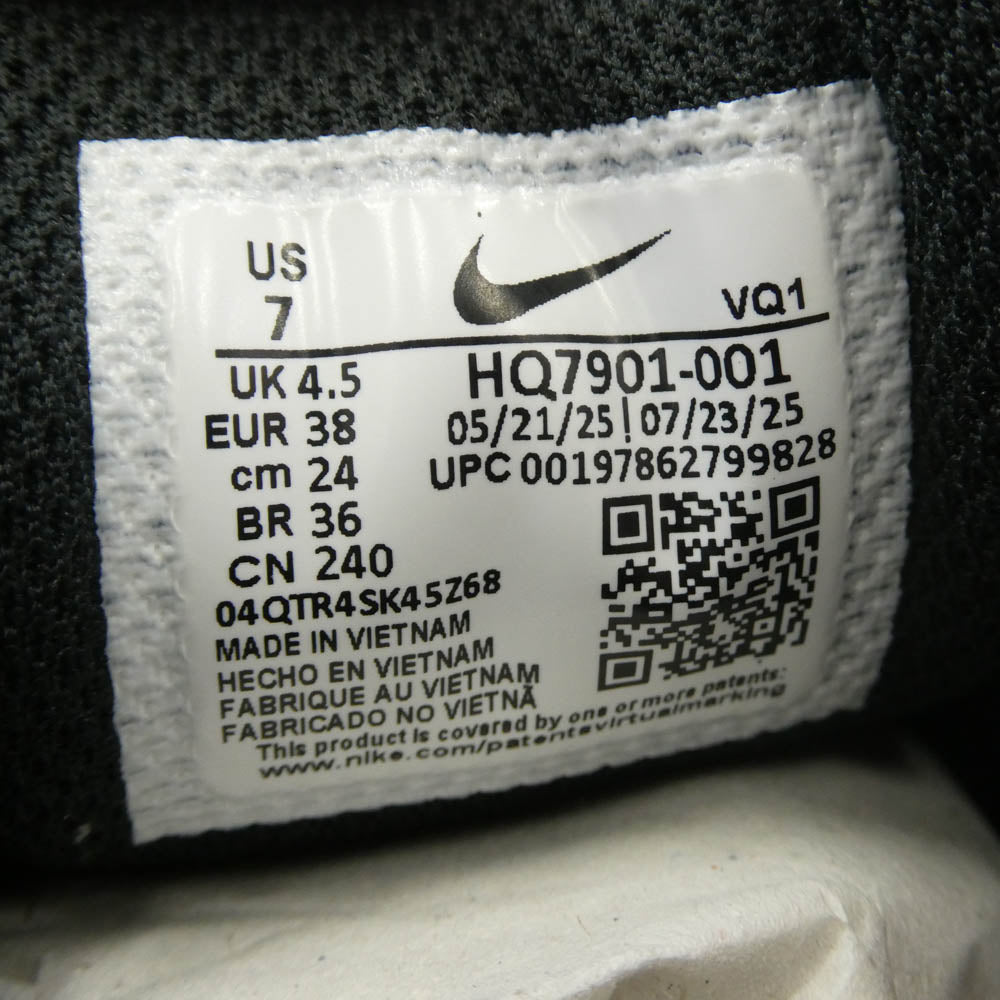 US
7
VQ1
UK 4.5
HQ7901-001
EUR 38
05/21/25 | 07/23/25
cm 24
UPC 00197862799828
BR 36
CN 240
04QTR4SK45Z68
MADE IN VIETNAM
HECHO EN VIETNAM
FABRIQUE AU VIETNAM
FABRICADO NO VIETNÃ
This product is covered by one or more patents:
www.nike.com/patentsvirtualmarking